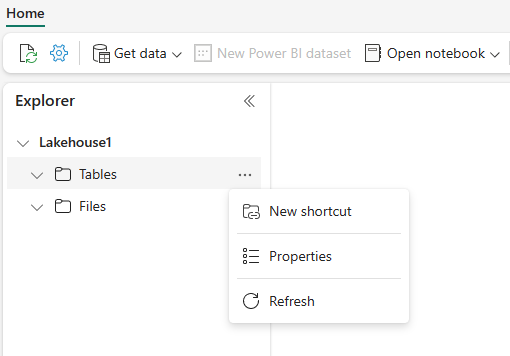 Home
Get data
New Power BI dataset
Open notebook
Explorer
Lakehouse1
Tables
Files
New shortcut
Properties
Refresh